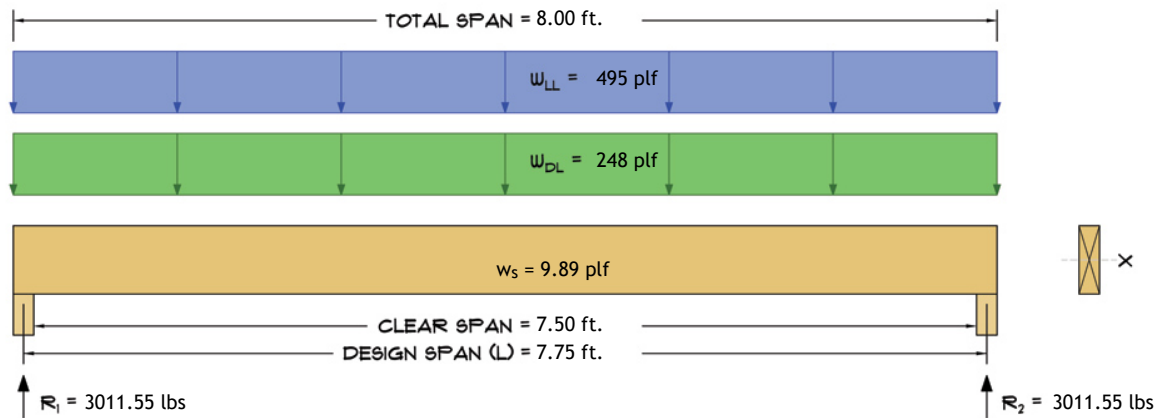 TOTAL SPAN = 8.00 ft.
WLL = 495 plf
WDL = 248 plf
ws = 9.89 plf
X
CLEAR SPAN = 7.50 ft.
DESIGN SPAN (L) = 7.75 ft.
R1 = 3011.55 lbs
R2 = 3011.55 lbs